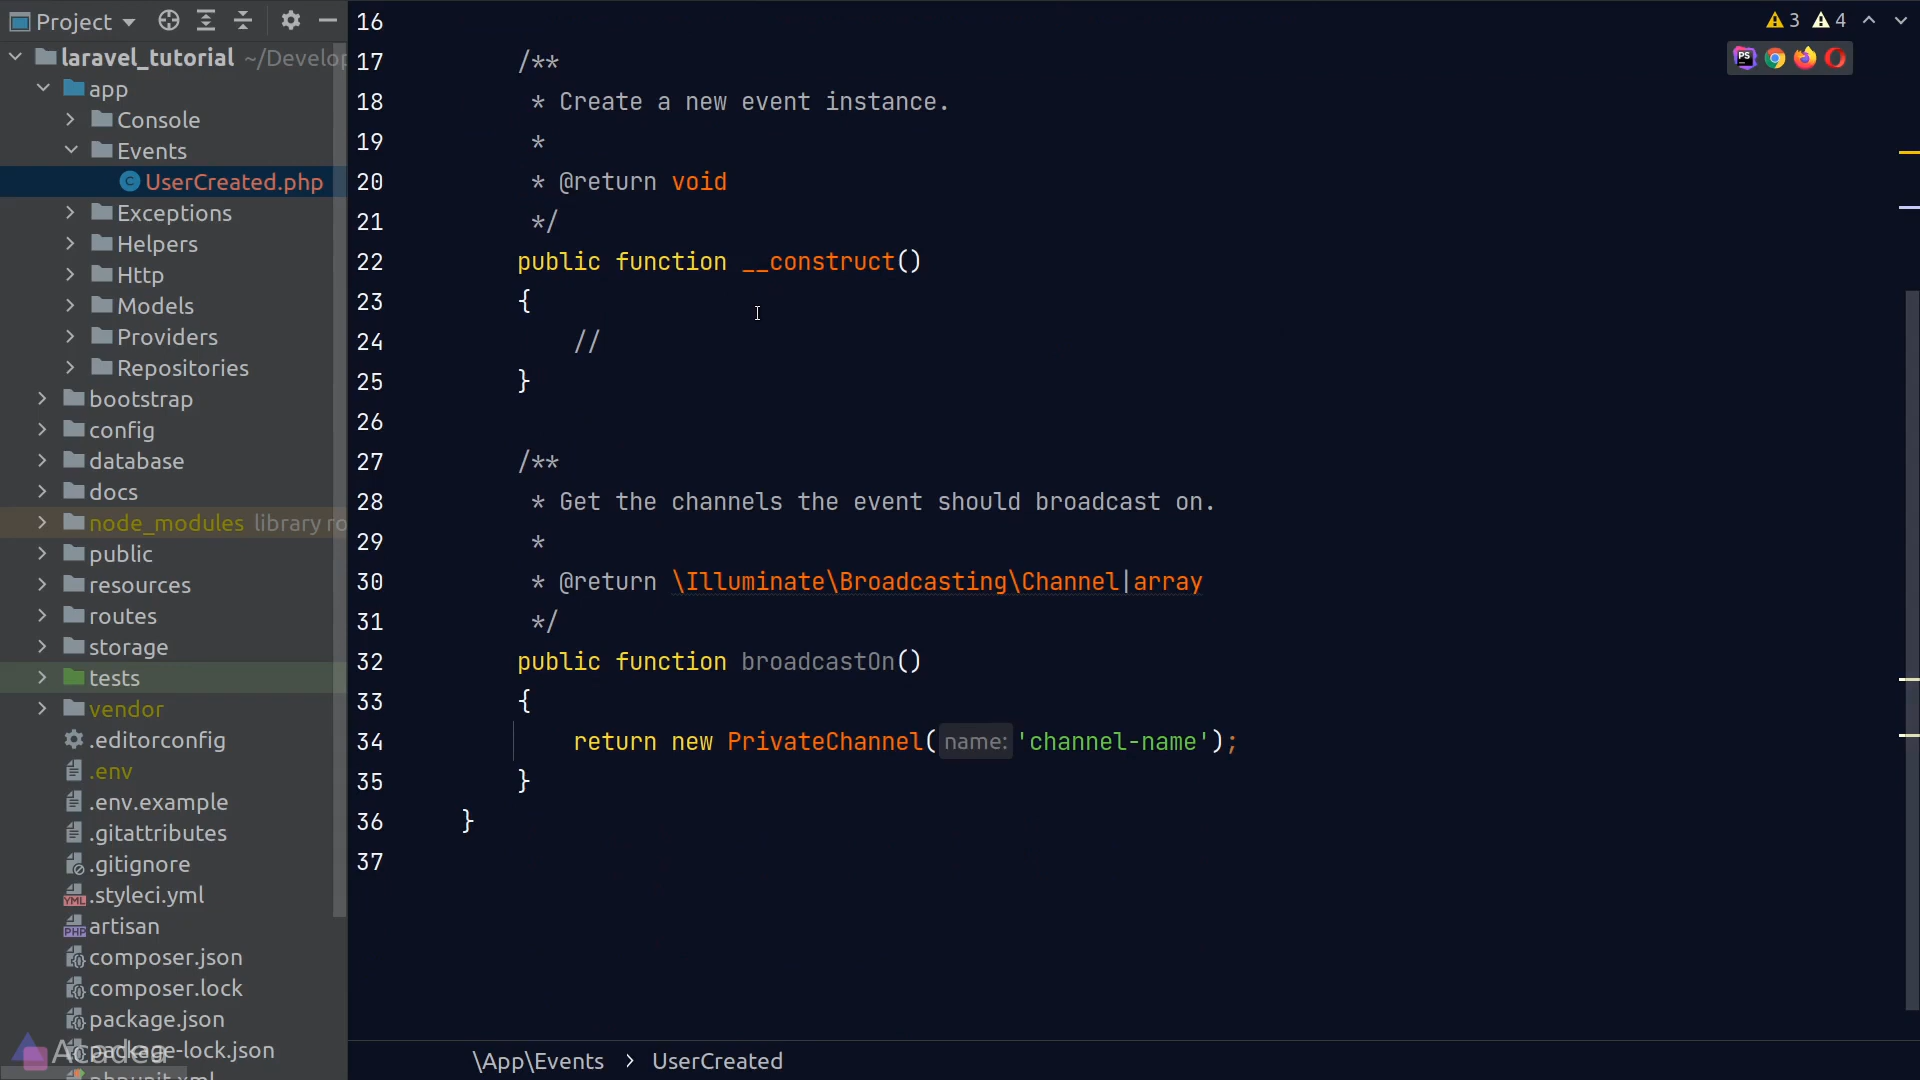 Project
laravel_tutorial ~/Develop
app
Console
Events
UserCreated.php
Exceptions
Helpers
Http
Models
Providers
Repositories
bootstrap
config
database
docs
node_modules library ro
public
resources
routes
storage
tests
vendor
.editorconfig
.env
.env.example
.gitattributes
.gitignore
.styleci.yml
artisan
composer.json
composer.lock
package.json
package-lock.json
phpunit.xml
Acadea
3 4
16
17 /**
18 * Create a new event instance.
19 *
20 * @return void
21 */
22 public function __construct()
23 {
24 //
25 }
26
27 /**
28 * Get the channels the event should broadcast on.
29 *
30 * @return \Illuminate\Broadcasting\Channel|array
31 */
32 public function broadcastOn()
33 {
34 return new PrivateChannel( name: 'channel-name');
35 }
36 }
37
\App\Events > UserCreated